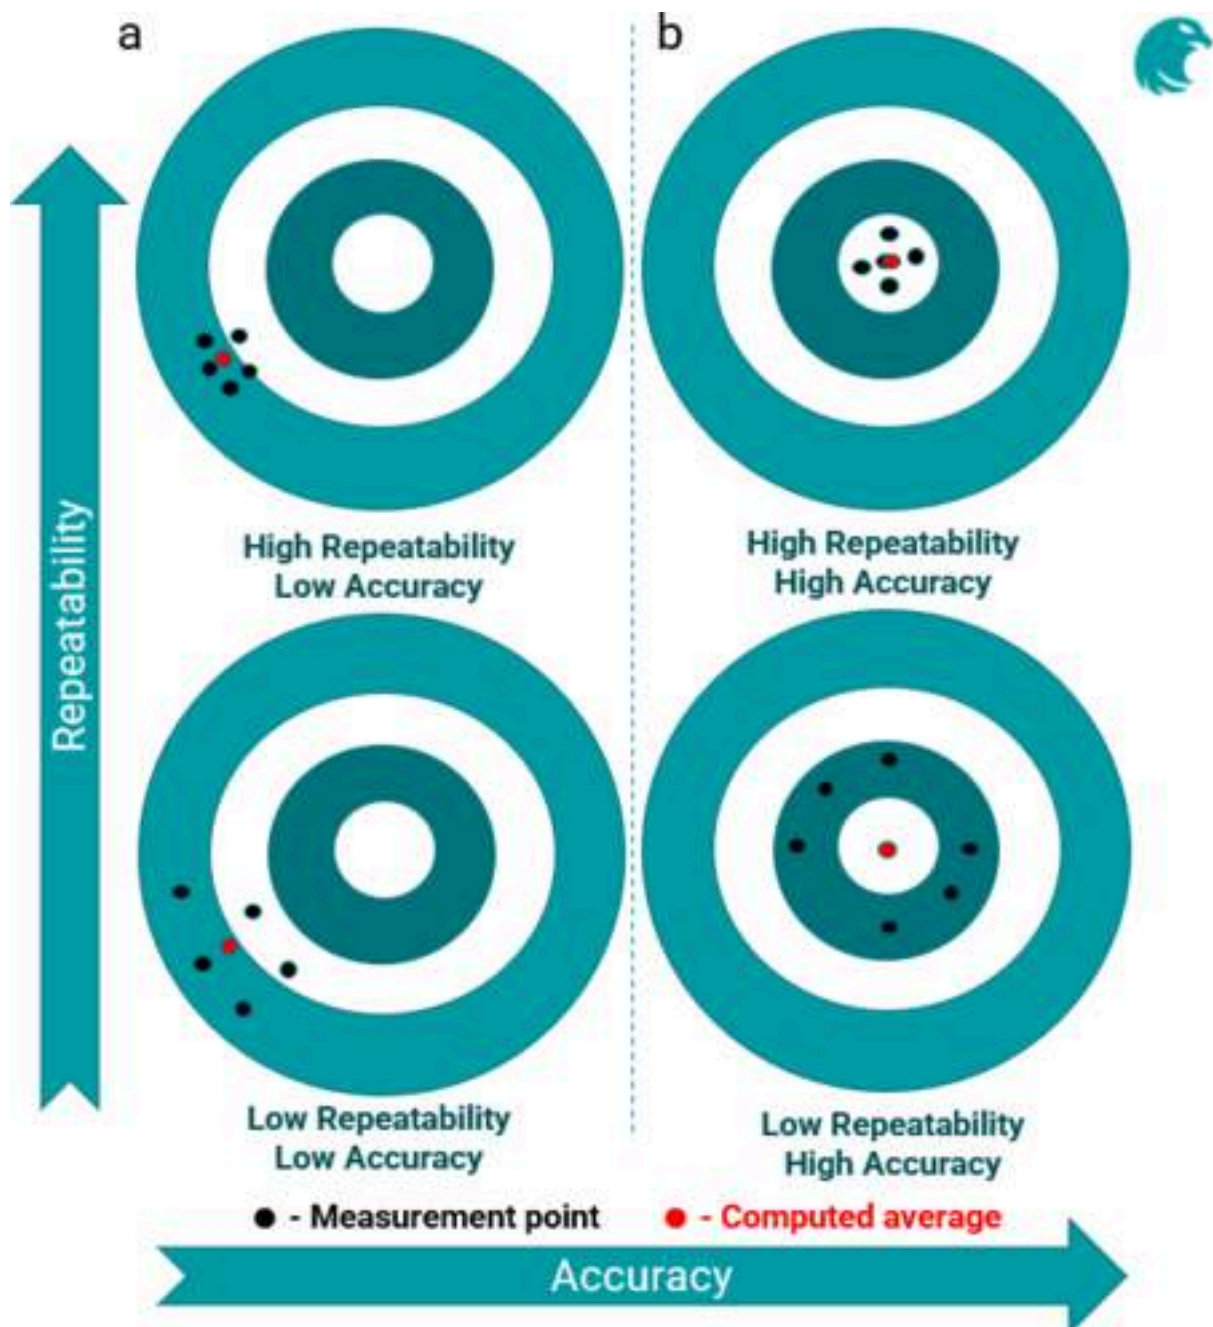 a
b
High Repeatability
Low Accuracy
High Repeatability
High Accuracy
Repeatability
Low Repeatability
Low Accuracy
Low Repeatability
High Accuracy
- Measurement point
- Computed average
Accuracy